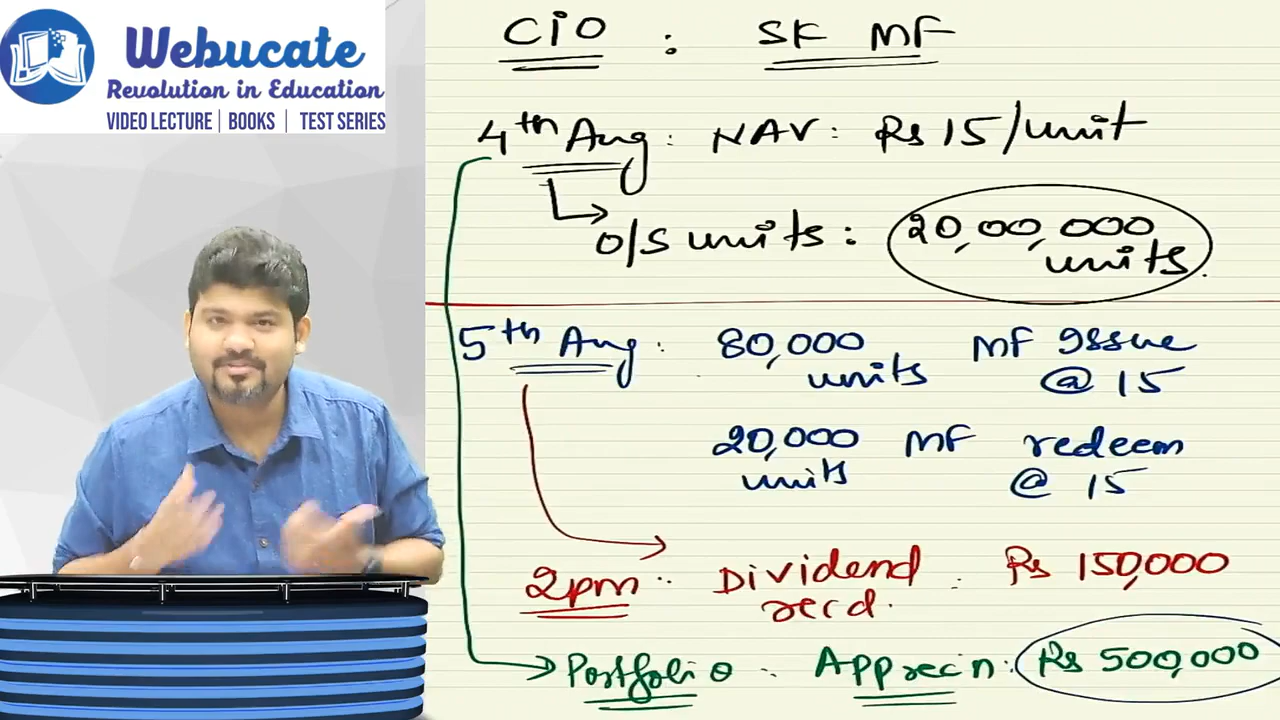 Webucate
Revolution in Education
VIDEO LECTURE | BOOKS | TEST SERIES
CIO : SK MF
4th Aug: NAV: Rs 15/unit
O/S units: 20,00,000 units.
5th Aug: 80,000 units MF Issue @ 15
20,000 units MF redeem @ 15
2pm: Dividend recd. : Rs 150,000
Portfolio : Apprecn: Rs 500,000